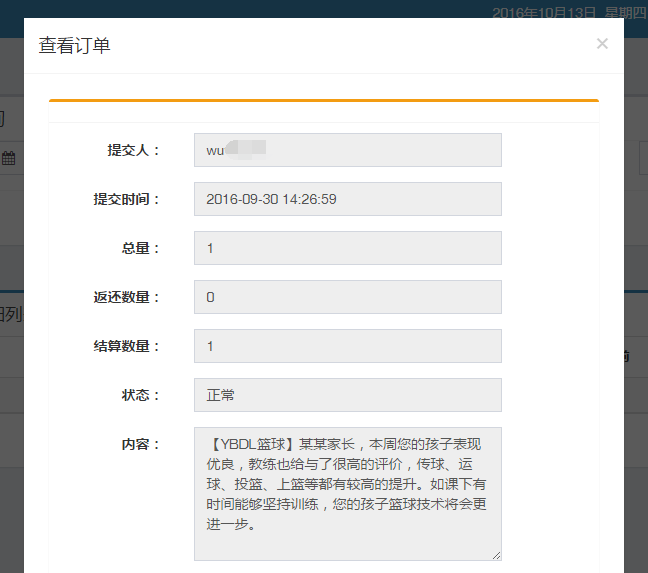 2016年10月13日 星期四
查看订单
×
提交人：
wu
提交时间：
2016-09-30 14:26:59
总量：
1
返还数量：
0
结算数量：
1
状态：
正常
内容：
【YBDL篮球】某某家长，本周您的孩子表现
优良，教练也给与了很高的评价，传球、运
球、投篮、上篮等都有较高的提升。如课下有
时间能够坚持训练，您的孩子篮球技术将会更
进一步。